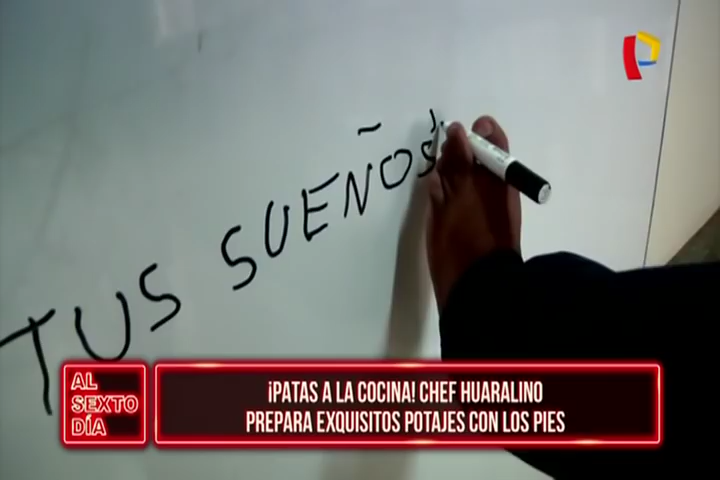 TUS SUEÑOS
AL
SEXTO
DÍA
¡PATAS A LA COCINA! CHEF HUARALINO
PREPARA EXQUISITOS POTAJES CON LOS PIES